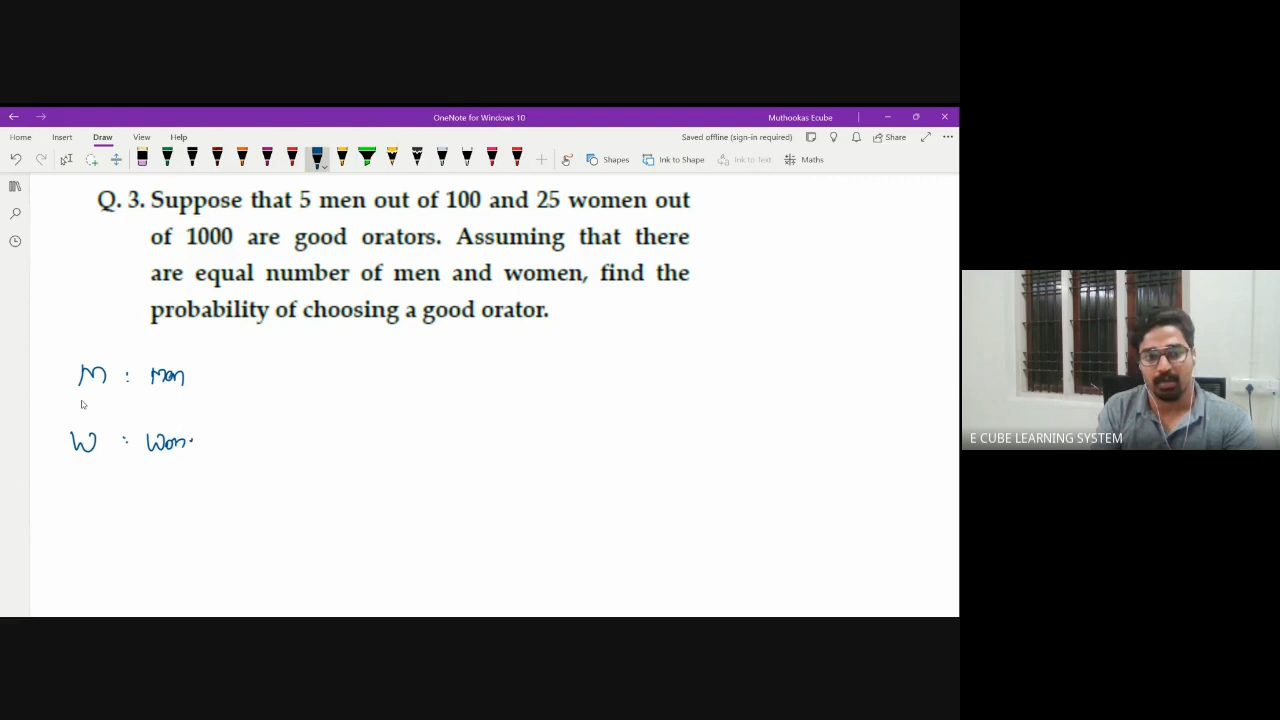 OneNote for Windows 10
Muthookas Ecube
Home Insert Draw View Help
Saved offline (sign-in required)
Share
Shapes
Ink to Shape
Ink to Text
Maths
Q. 3. Suppose that 5 men out of 100 and 25 women out
of 1000 are good orators. Assuming that there
are equal number of men and women, find the
probability of choosing a good orator.
M : Men
W : Wom
E CUBE LEARNING SYSTEM